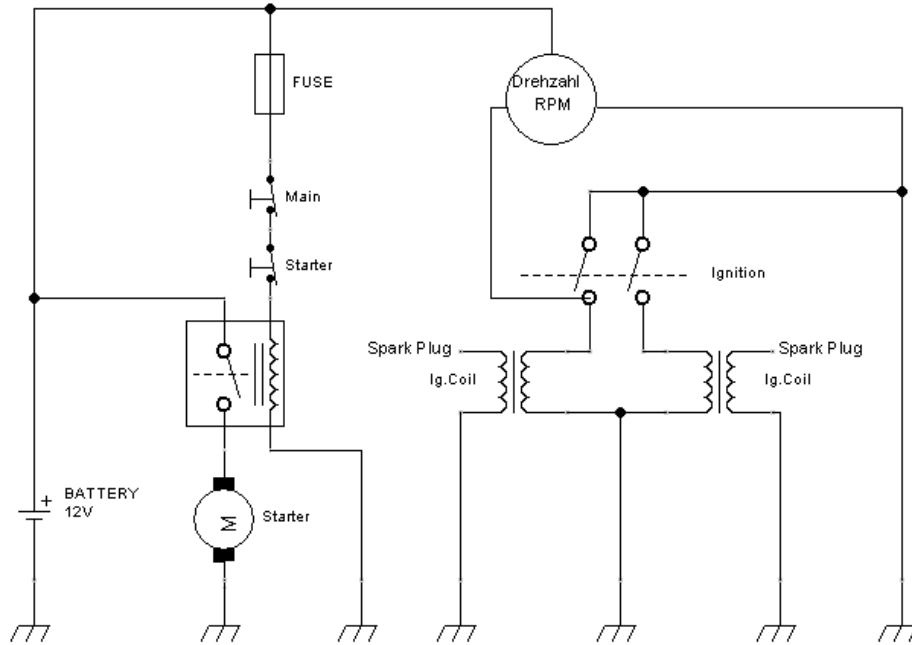 Drehzahl
RPM
FUSE
Main
Starter
Ignition
Spark Plug
Ig.Coil
Spark Plug
Ig.Coil
+
BATTERY
12V
M
Starter